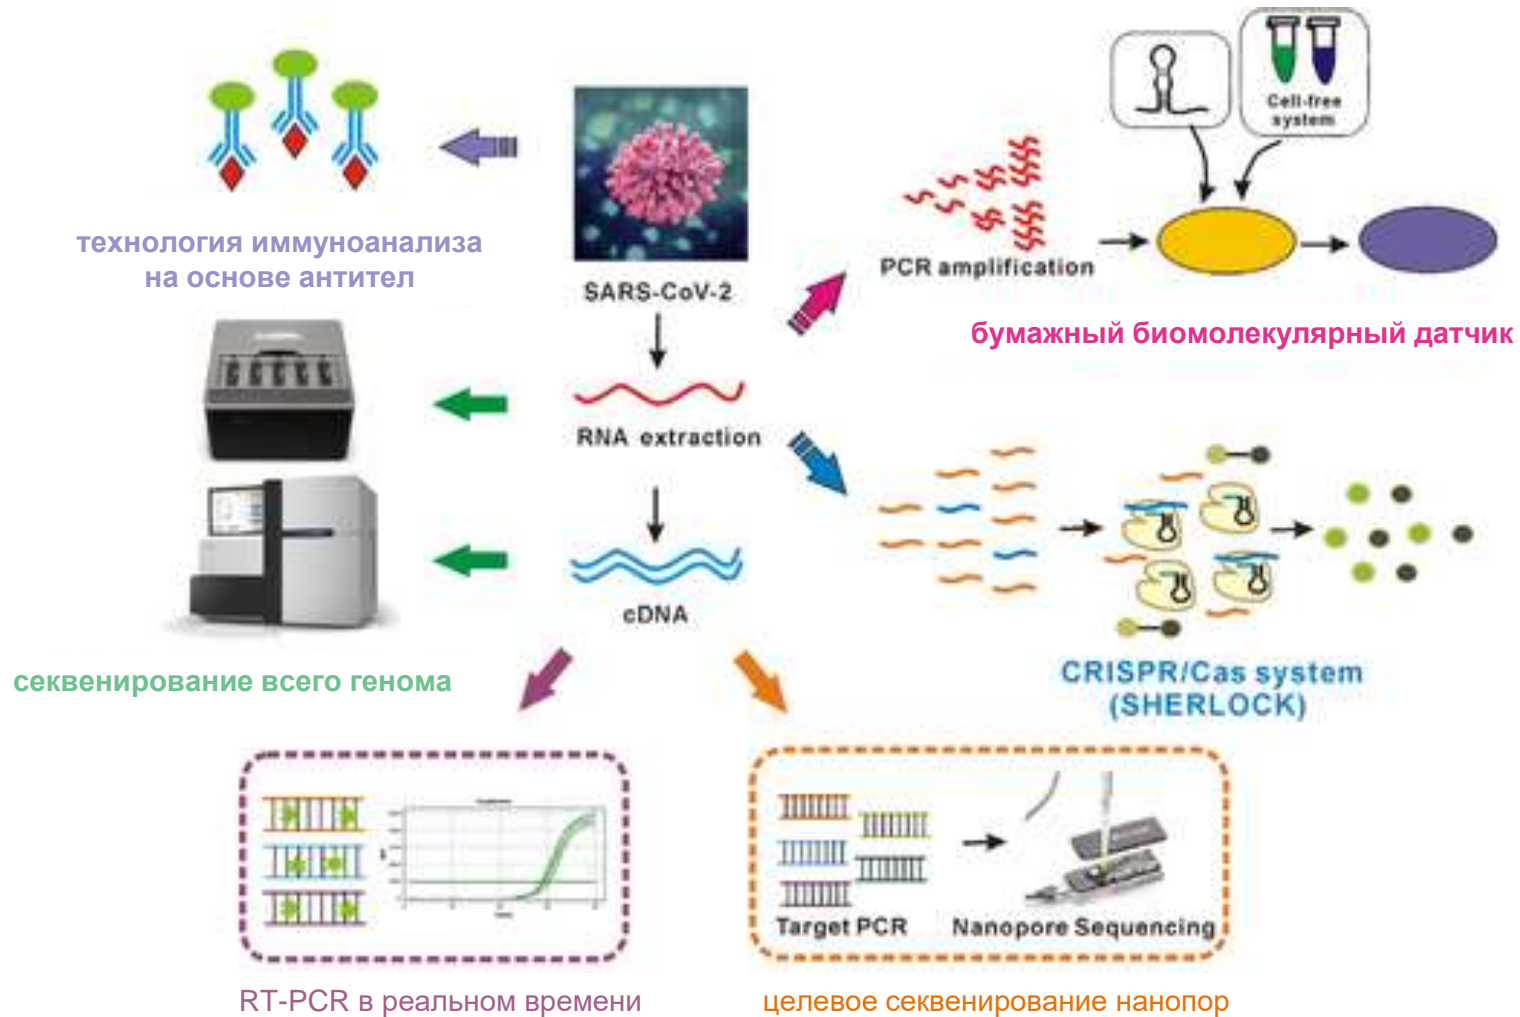 Cell-free
system
технология иммуноанализа
на основе антител
SARS-CoV-2
PCR amplification
бумажный биомолекулярный датчик
RNA extraction
cDNA
секвенирование всего генома
CRISPR/Cas system
(SHERLOCK)
Target PCR
Nanopore Sequencing
RT-PCR в реальном времени
целевое секвенирование нанопор